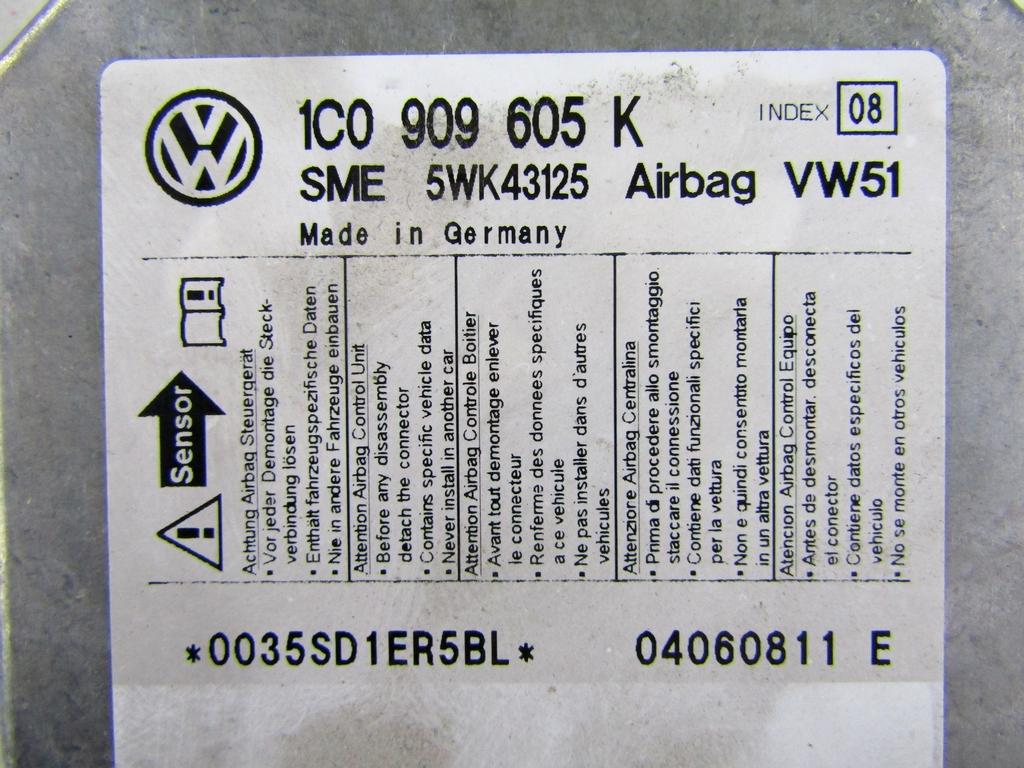 1C0 909 605 K
INDEX 08
SME 5WK43125 Airbag VW51
Made in Germany
Sensor
Achtung Airbag Steuergerät
• Vor jeder Demontage die Steck-
verbindung lösen
• Enthält fahrzeugspezifische Daten
• Nie in andere Fahrzeuge einbauen
Attention Airbag Control Unit
• Before any disassembly
detach the connector
• Contains specific vehicle data
• Never install in another car
Attention Airbag Controle Boitier
• Avant tout demontage enlever
le connecteur
• Renferme des donnees specifiques
a ce vehicule
• Ne pas installer dans d'autres
vehicules
Attenzione Airbag Centralina
• Prima di procedere allo smontaggio.
staccare il connessione
• Contiene dati funzionali specifici
per la vettura
• Non e quindi consentito montarla
in un altra vettura
Atencion Airbag Control Equipo
• Antes de desmontar, desconecta
el conector
• Contiene datos especificos del
vehiculo
• No se monte en otros vehiculos
*0035SD1ER5BL*
04060811 E